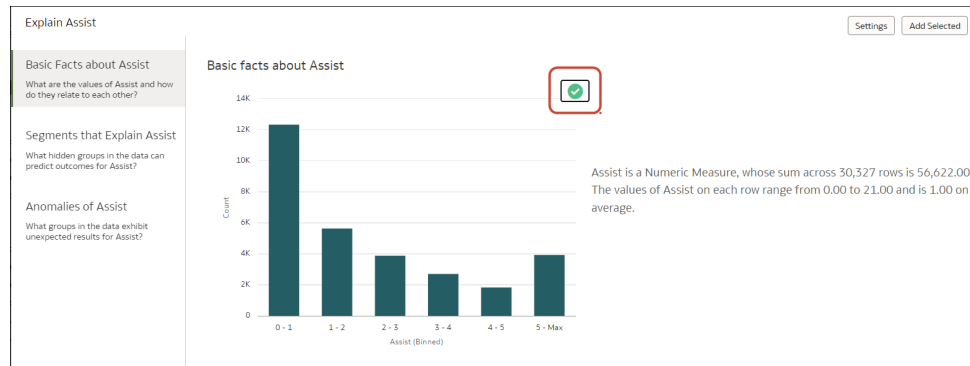 Explain Assist
Settings
Add Selected
Basic Facts about Assist
What are the values of Assist and how
do they relate to each other?
Segments that Explain Assist
What hidden groups in the data can
predict outcomes for Assist?
Anomalies of Assist
What groups in the data exhibit
unexpected results for Assist?
Basic facts about Assist
14K
12K
10K
8K
6K
4K
2K
0
Count
0 - 1
1 - 2
2 - 3
3 - 4
4 - 5
5 - Max
Assist (Binned)
Assist is a Numeric Measure, whose sum across 30,327 rows is 56,622.00
The values of Assist on each row range from 0.00 to 21.00 and is 1.00 on
average.